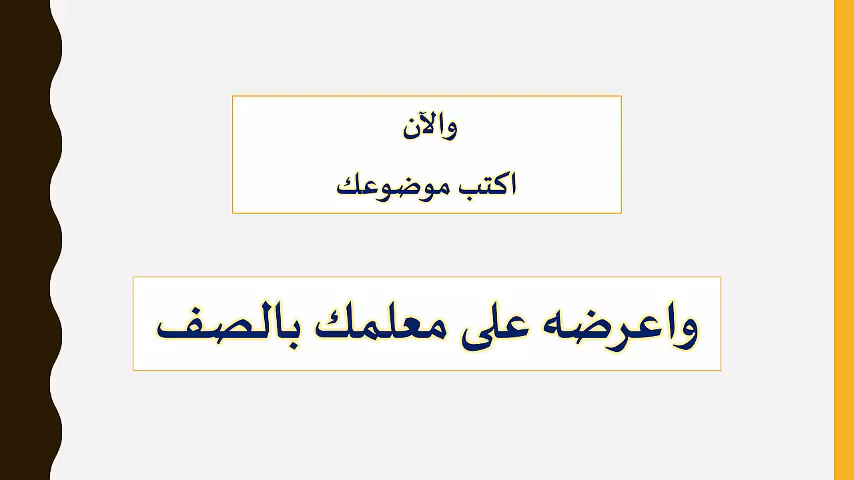 والآن
اكتب موضوعك
واعرضه على معلمك بالصف